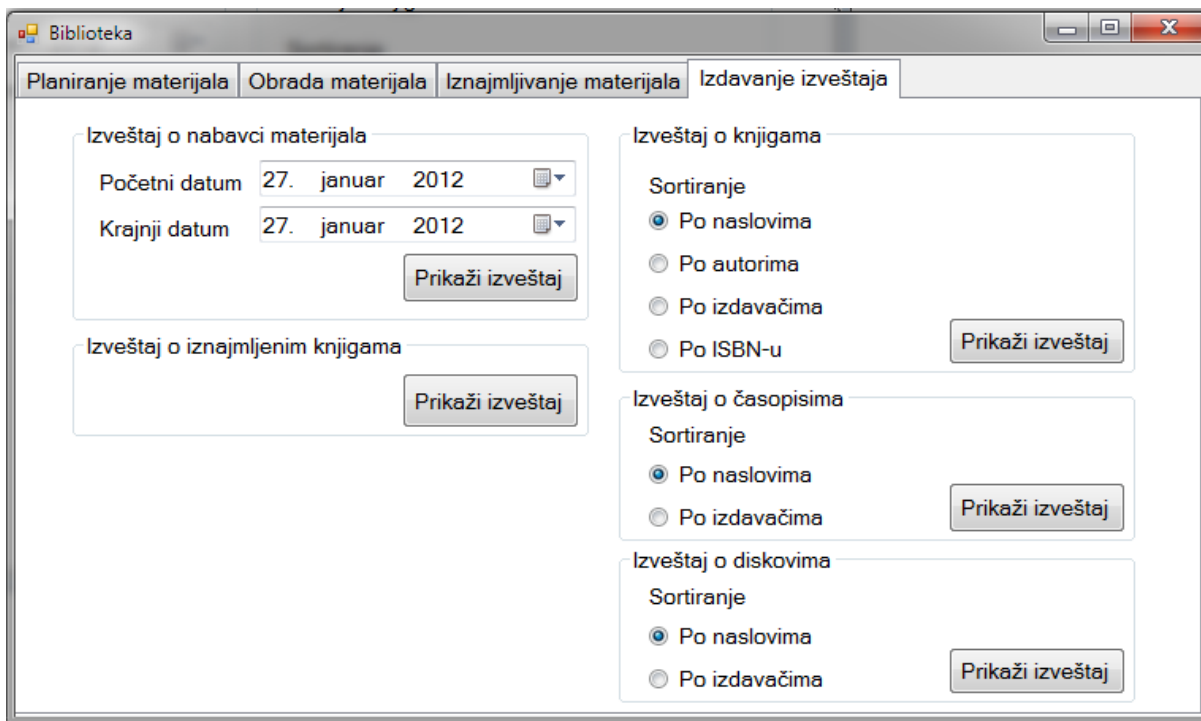 Biblioteka
Planiranje materijala
Obrada materijala
Iznajmljivanje materijala
Izdavanje izveštaja
Izveštaj o nabavci materijala
Početni datum
27. januar 2012
Krajnji datum
27. januar 2012
Prikaži izveštaj
Izveštaj o iznajmljenim knjigama
Prikaži izveštaj
Izveštaj o knjigama
Sortiranje
Po naslovima
Po autorima
Po izdavačima
Po ISBN-u
Prikaži izveštaj
Izveštaj o časopisima
Sortiranje
Po naslovima
Po izdavačima
Prikaži izveštaj
Izveštaj o diskovima
Sortiranje
Po naslovima
Po izdavačima
Prikaži izveštaj